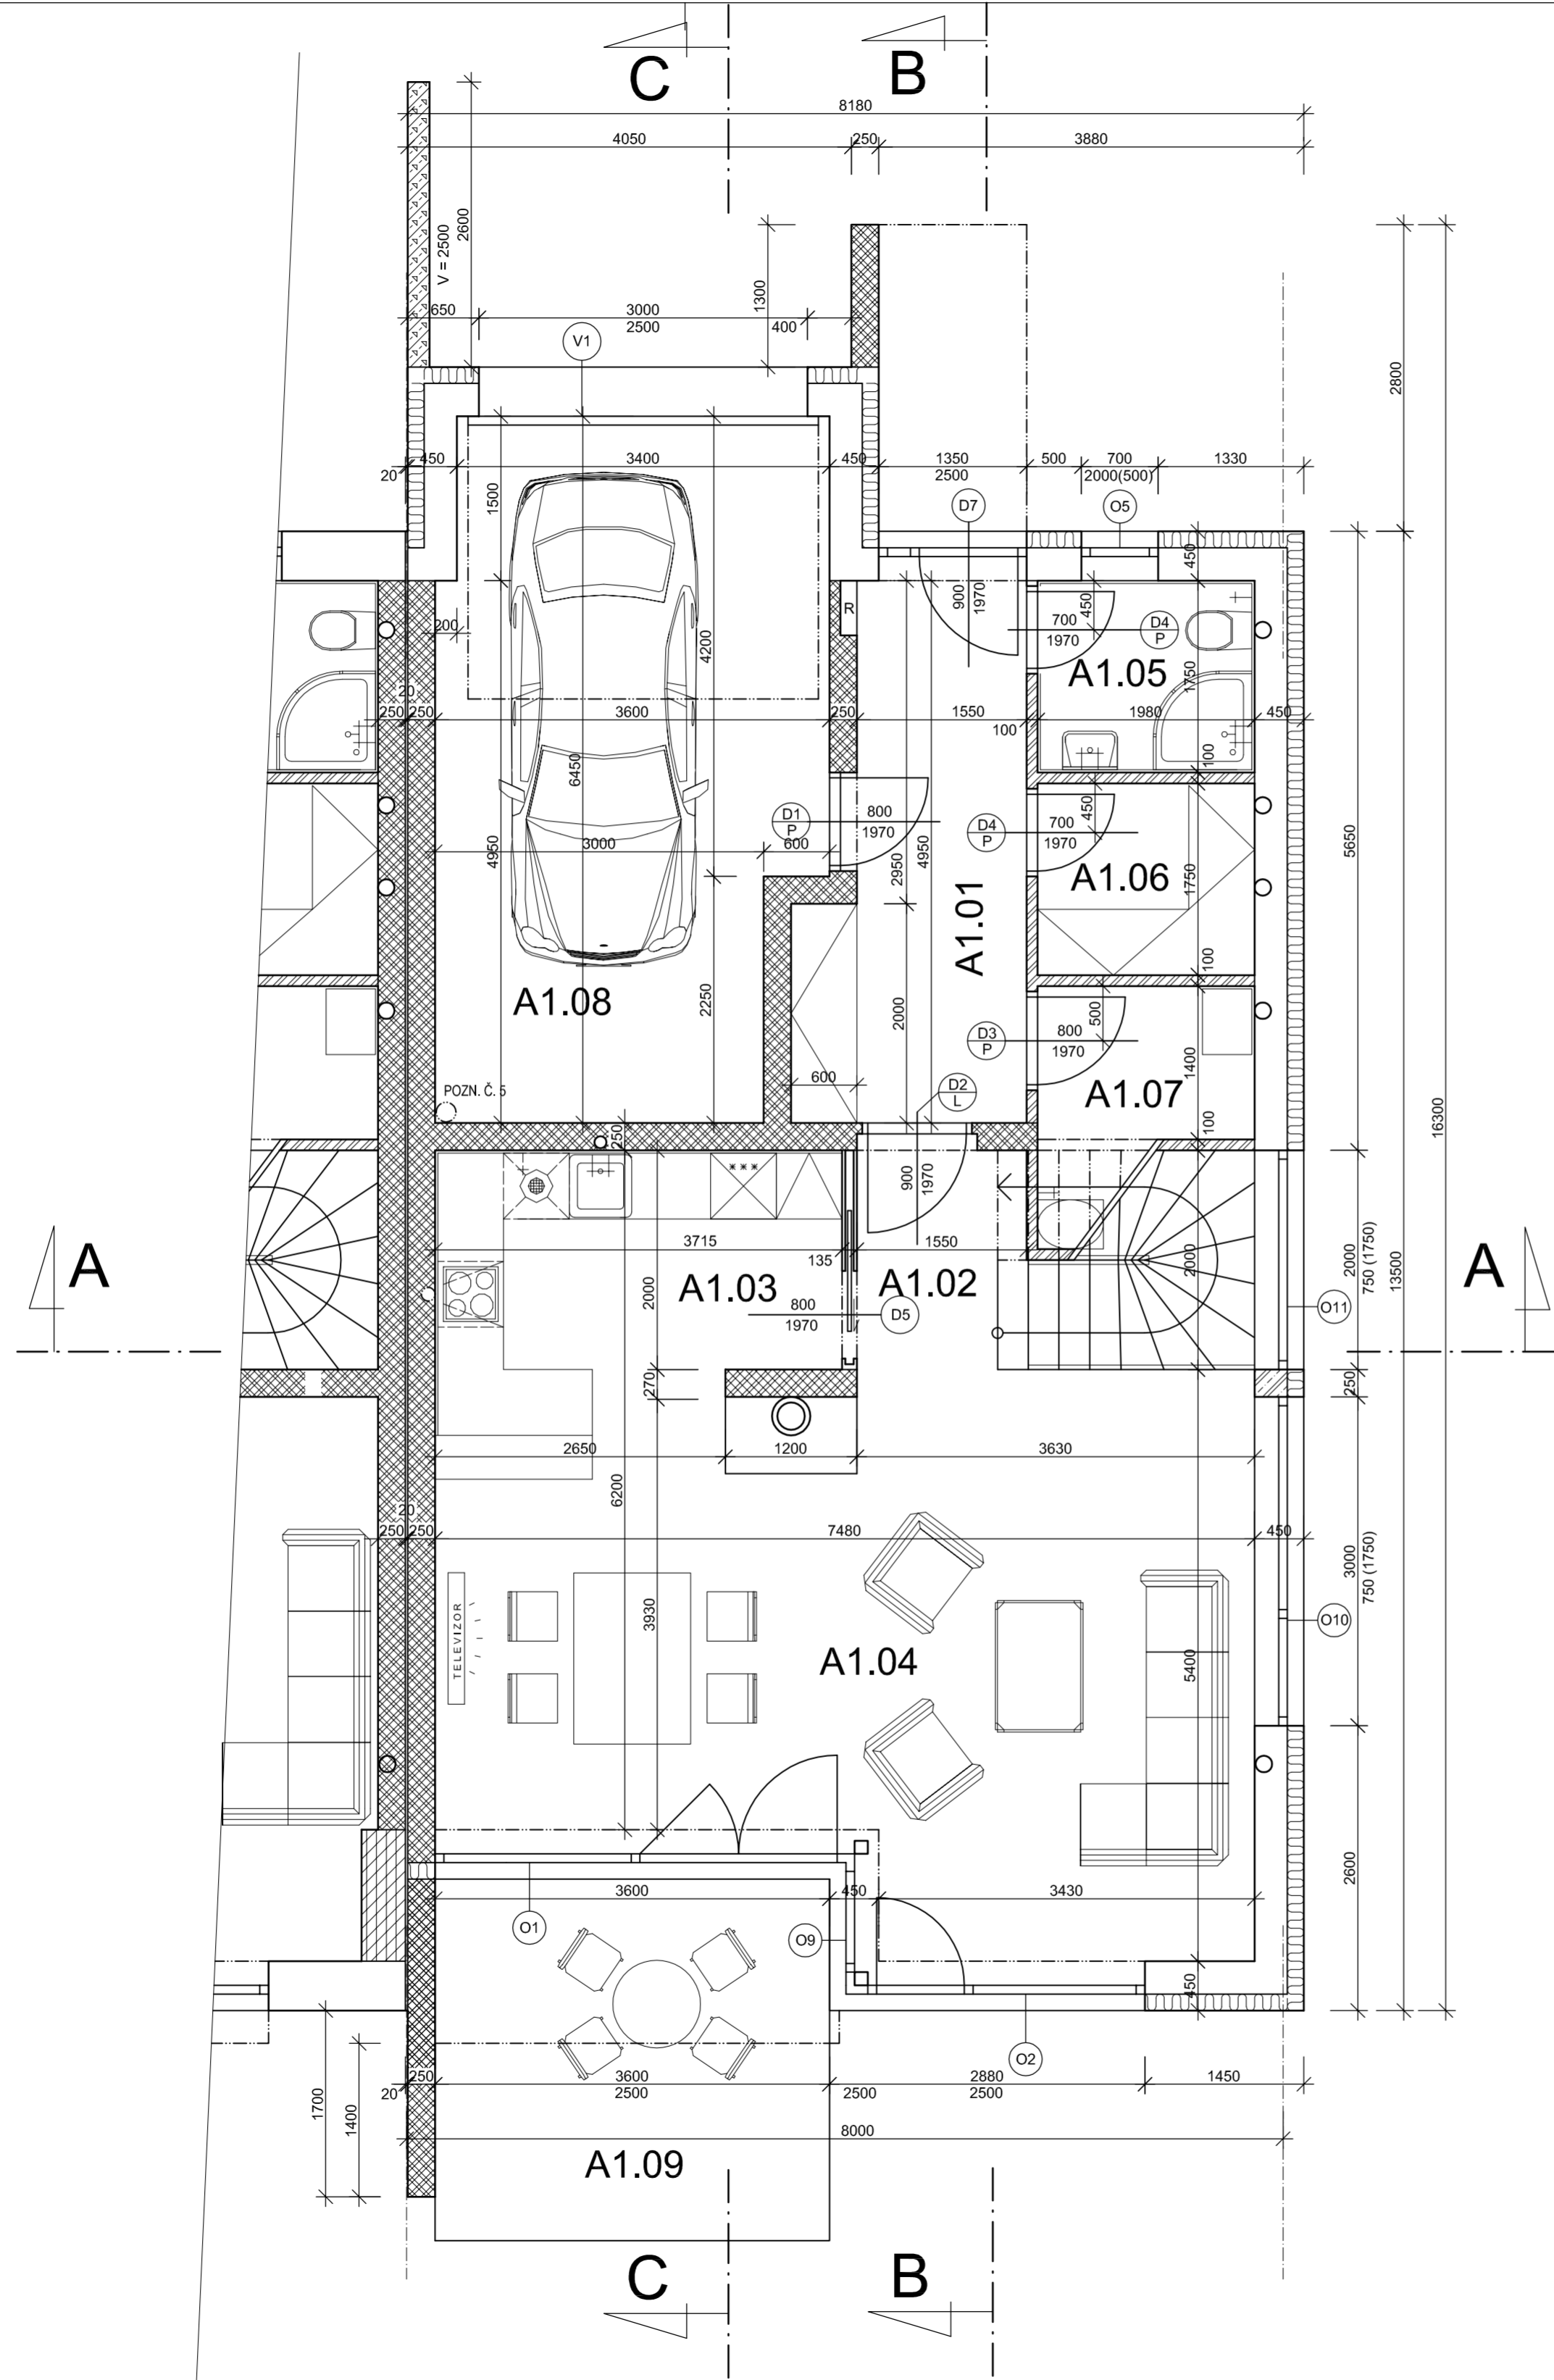 C
B
8180
4050
250
3880
2600
V = 2500
1300
650
3000
2500
400
V1
2800
20
450
3400
450
1350
2500
500
700
2000(500)
1330
1500
D7
O5
450
900
1970
R
200
4200
700
1970
450
D4
P
A1.05
1750
20
250
250
3600
250
1550
100
1980
450
6450
100
D1
P
800
1970
D4
P
700
1970
450
5650
4950
3000
600
2950
4950
A1.06
1750
A1.01
100
A1.08
2250
2000
D3
P
800
1970
500
1400
16300
POZN. Č. 5
600
D2
L
A1.07
100
250
900
1970
3715
135
1550
2000
A
A1.03
A1.02
2000
2000
750 (1750)
13500
A
800
1970
D5
O11
270
250
2650
1200
3630
6200
20
250
250
7480
450
3000
750 (1750)
TELEVIZOR
3930
A1.04
5400
O10
2600
3600
450
3430
O1
O9
450
O2
20
250
3600
2500
2500
2880
2500
1450
1700
1400
8000
A1.09
C
B